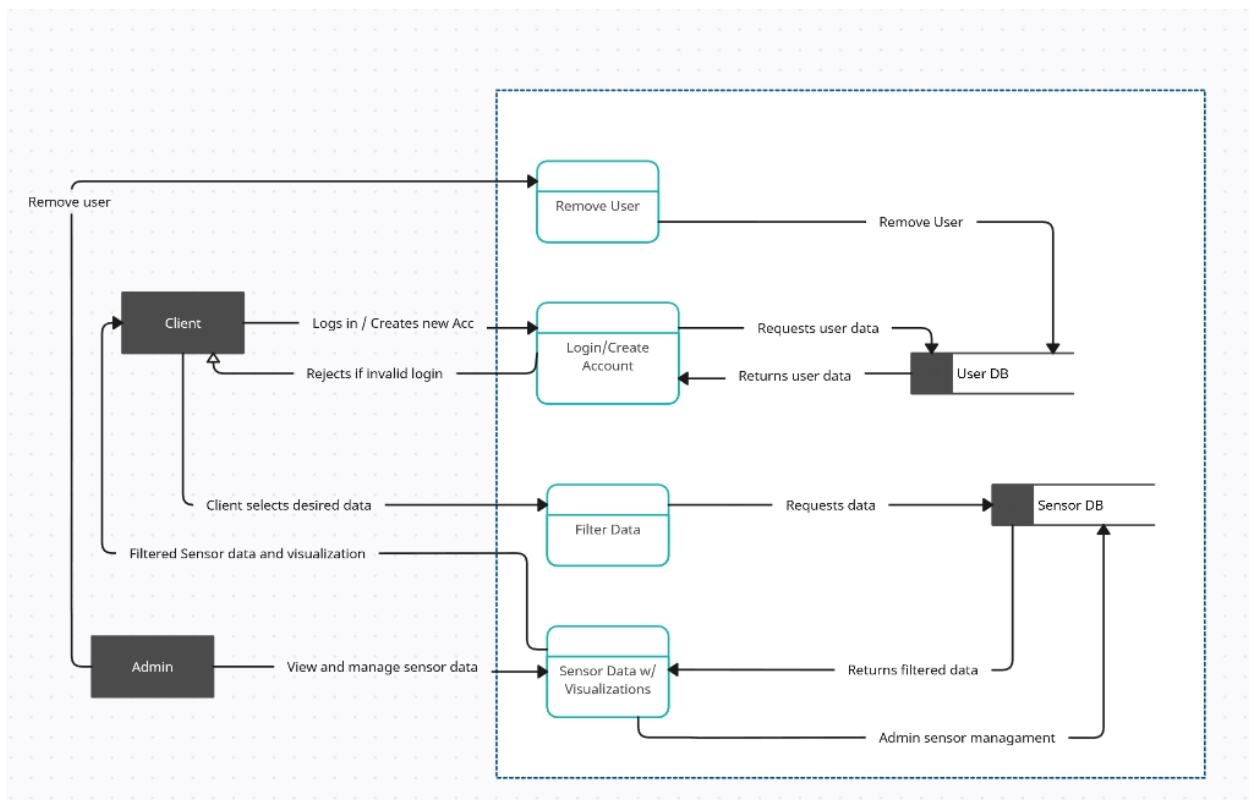 Remove user
Remove User
Remove User
Client
Logs in / Creates new Acc
Login/Create
Account
Requests user data
Rejects if invalid login
Returns user data
User DB
Client selects desired data
Filter Data
Requests data
Sensor DB
Filtered Sensor data and visualization
Admin
View and manage sensor data
Sensor Data w/
Visualizations
Returns filtered data
Admin sensor managament